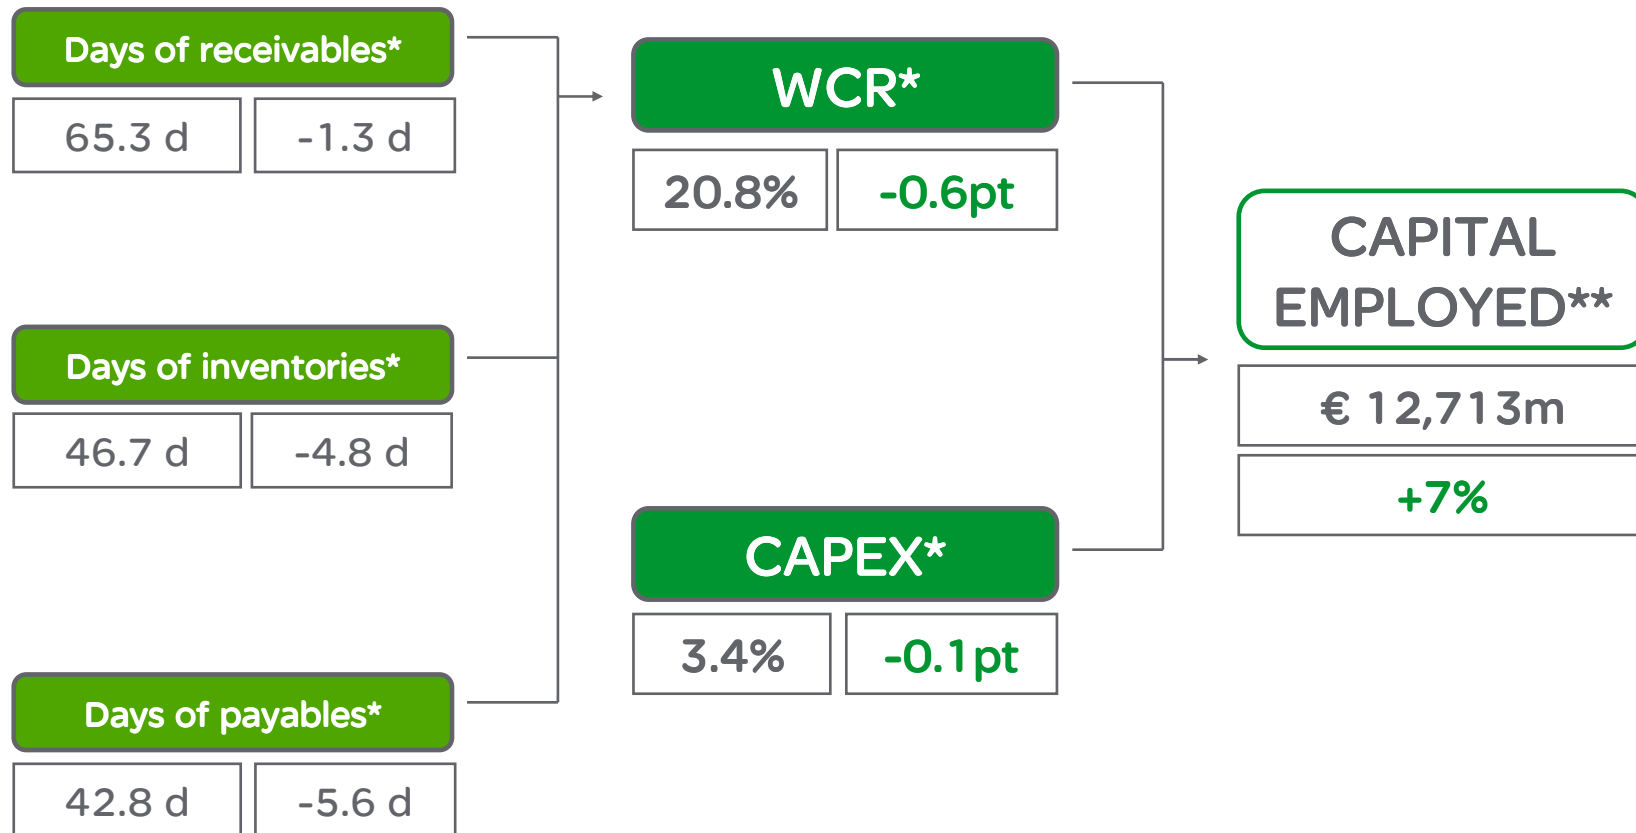 Days of receivables*
65.3 d
-1.3 d
Days of inventories*
46.7 d
-4.8 d
Days of payables*
42.8 d
-5.6 d
WCR*
20.8%
-0.6pt
CAPEX*
3.4%
-0.1pt
CAPITAL
EMPLOYED**
€ 12,713m
+7%